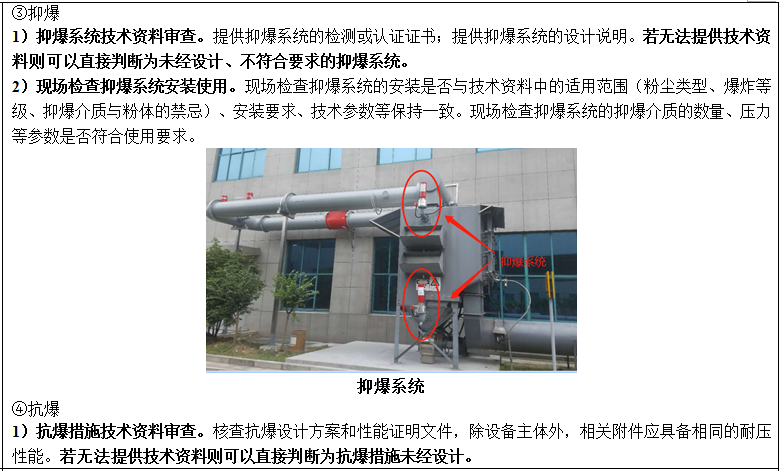 ③抑爆
1）抑爆系统技术资料审查。提供抑爆系统的检测或认证证书；提供抑爆系统的设计说明。若无法提供技术资
料则可以直接判断为未经设计、不符合要求的抑爆系统。
2）现场检查抑爆系统安装使用。现场检查抑爆系统的安装是否与技术资料中的适用范围（粉尘类型、爆炸等
级、抑爆介质与粉体的禁忌）、安装要求、技术参数等保持一致。现场检查抑爆系统的抑爆介质的数量、压力
等参数是否符合使用要求。
抑爆系统
抑爆系统
④抗爆
1）抗爆措施技术资料审查。核查抗爆设计方案和性能证明文件，除设备主体外，相关附件应具备相同的耐压
性能。若无法提供技术资料则可以直接判断为抗爆措施未经设计。